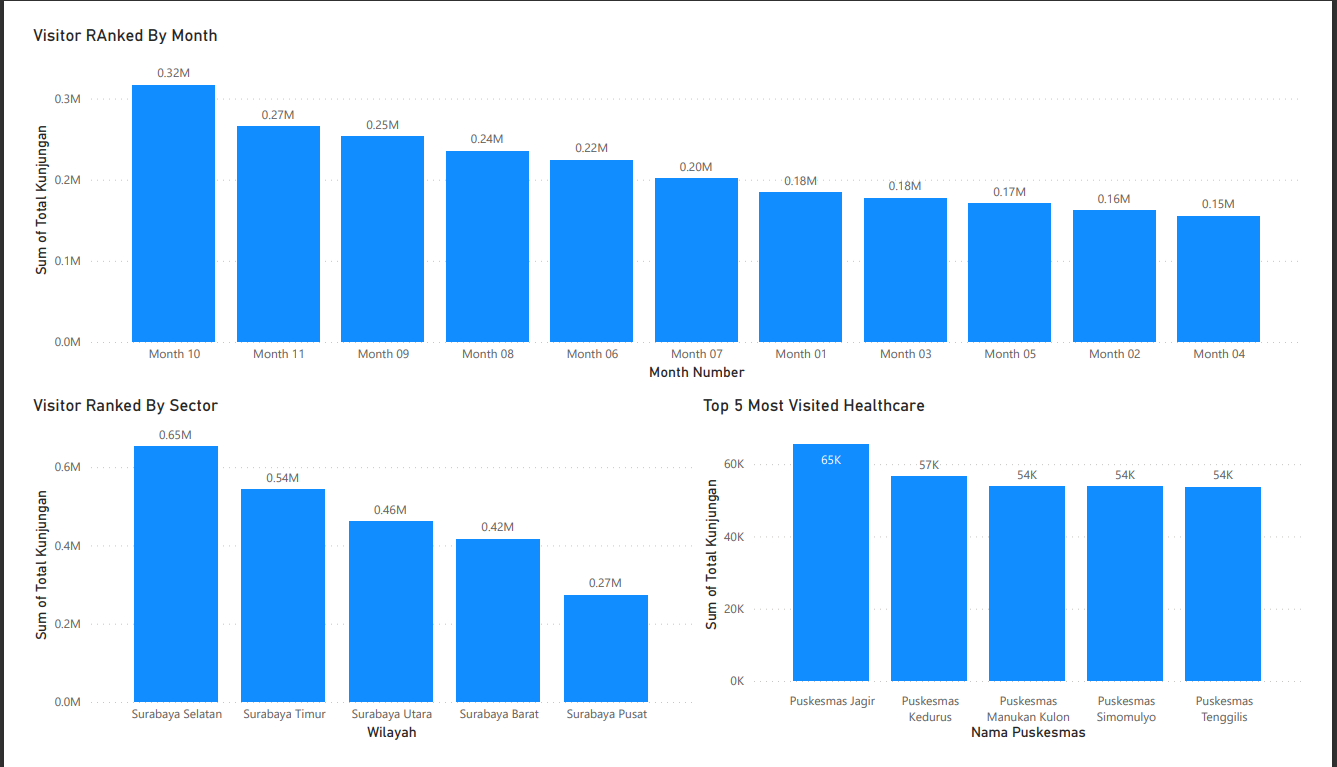 Visitor RAnked By Month
Sum of Total Kunjungan
0.3M
0.2M
0.1M
0.0M
0.32M
0.27M
0.25M
0.24M
0.22M
0.20M
0.18M
0.18M
0.17M
0.16M
0.15M
Month 10
Month 11
Month 09
Month 08
Month 06
Month 07
Month 01
Month 03
Month 05
Month 02
Month 04
Month Number
Visitor Ranked By Sector
Sum of Total Kunjungan
0.6M
0.4M
0.2M
0.0M
0.65M
0.54M
0.46M
0.42M
0.27M
Surabaya Selatan
Surabaya Timur
Surabaya Utara
Surabaya Barat
Surabaya Pusat
Wilayah
Top 5 Most Visited Healthcare
Sum of Total Kunjungan
60K
40K
20K
0K
65K
57K
54K
54K
54K
Puskesmas Jagir
Puskesmas
Kedurus
Puskesmas
Manukan Kulon
Puskesmas
Simomulyo
Puskesmas
Tenggilis
Nama Puskesmas